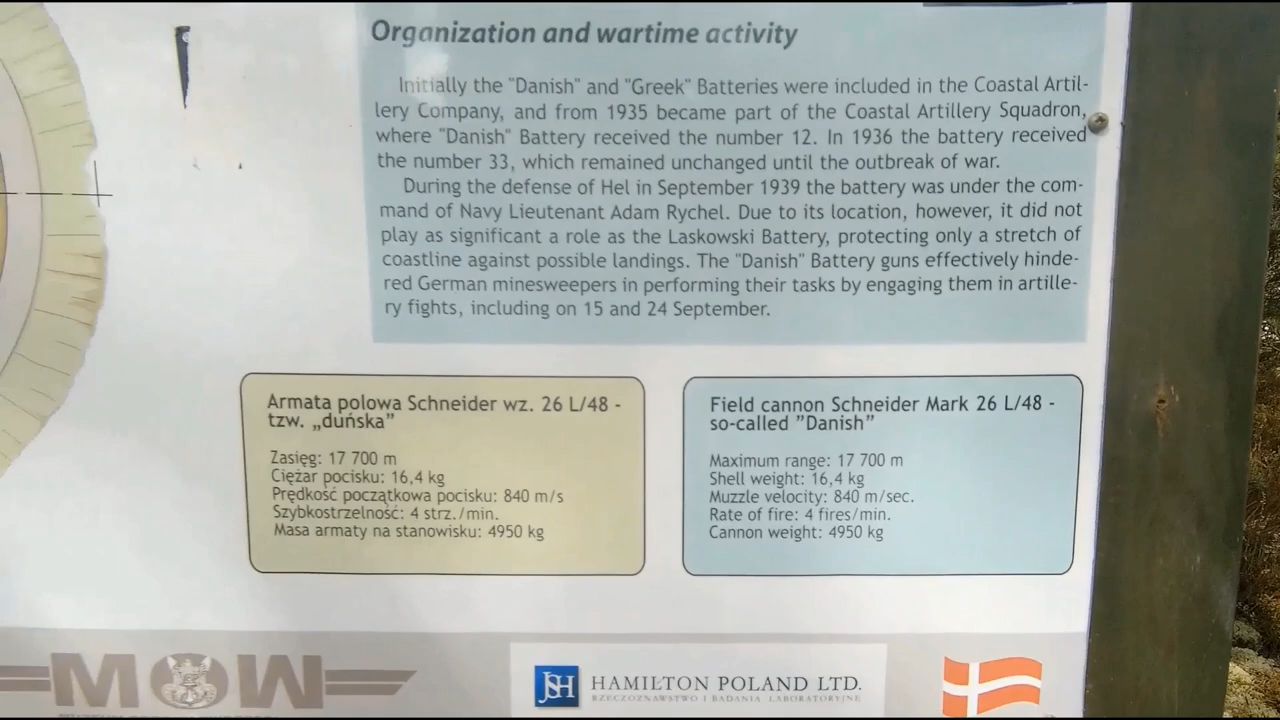 Organization and wartime activity
Initially the "Danish" and "Greek" Batteries were included in the Coastal Artil-
lery Company, and from 1935 became part of the Coastal Artillery Squadron,
where "Danish" Battery received the number 12. In 1936 the battery received
the number 33, which remained unchanged until the outbreak of war.
During the defense of Hel in September 1939 the battery was under the com-
mand of Navy Lieutenant Adam Rychel. Due to its location, however, it did not
play as significant a role as the Laskowski Battery, protecting only a stretch of
coastline against possible landings. The "Danish" Battery guns effectively hinde-
red German minesweepers in performing their tasks by engaging them in artille-
ry fights, including on 15 and 24 September.
Armata polowa Schneider wz. 26 L/48 -
tzw. „duńska”
Zasięg: 17 700 m
Ciężar pocisku: 16,4 kg
Prędkość początkowa pocisku: 840 m/s
Szybkostrzelność: 4 strz./min.
Masa armaty na stanowisku: 4950 kg
Field cannon Schneider Mark 26 L/48 -
so-called ”Danish”
Maximum range: 17 700 m
Shell weight: 16,4 kg
Muzzle velocity: 840 m/sec.
Rate of fire: 4 fires/min.
Cannon weight: 4950 kg
MOW
JSH HAMILTON POLAND LTD.
RZECZOZNAWSTWO I BADANIA LABORATORYJNE